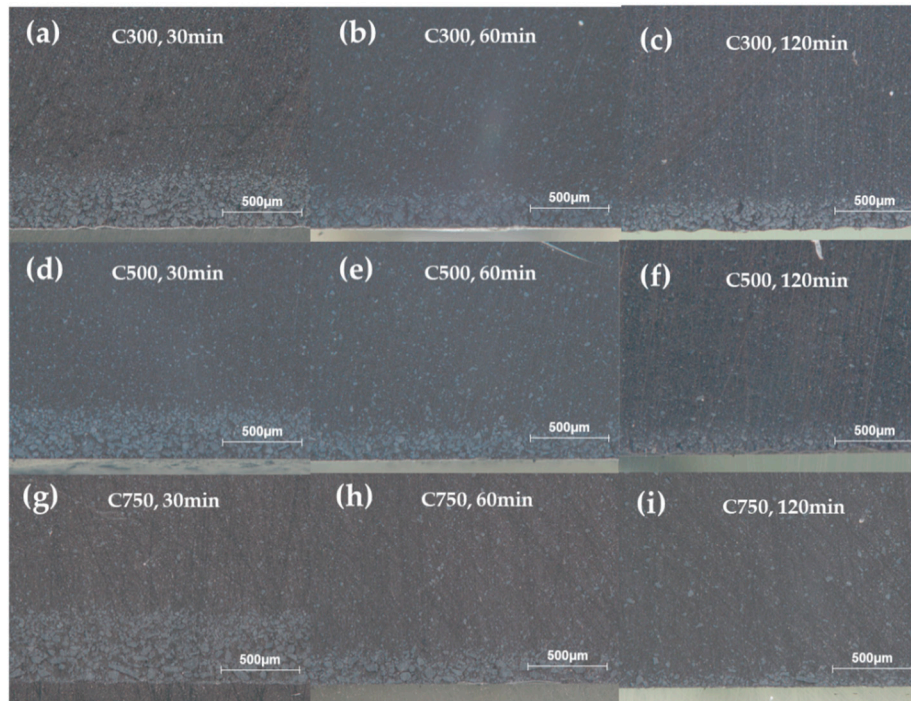 (a) C300, 30min
500μm
(b) C300, 60min
500μm
(c) C300, 120min
500μm
(d) C500, 30min
500μm
(e) C500, 60min
500μm
(f) C500, 120min
500μm
(g) C750, 30min
500μm
(h) C750, 60min
500μm
(i) C750, 120min
500μm